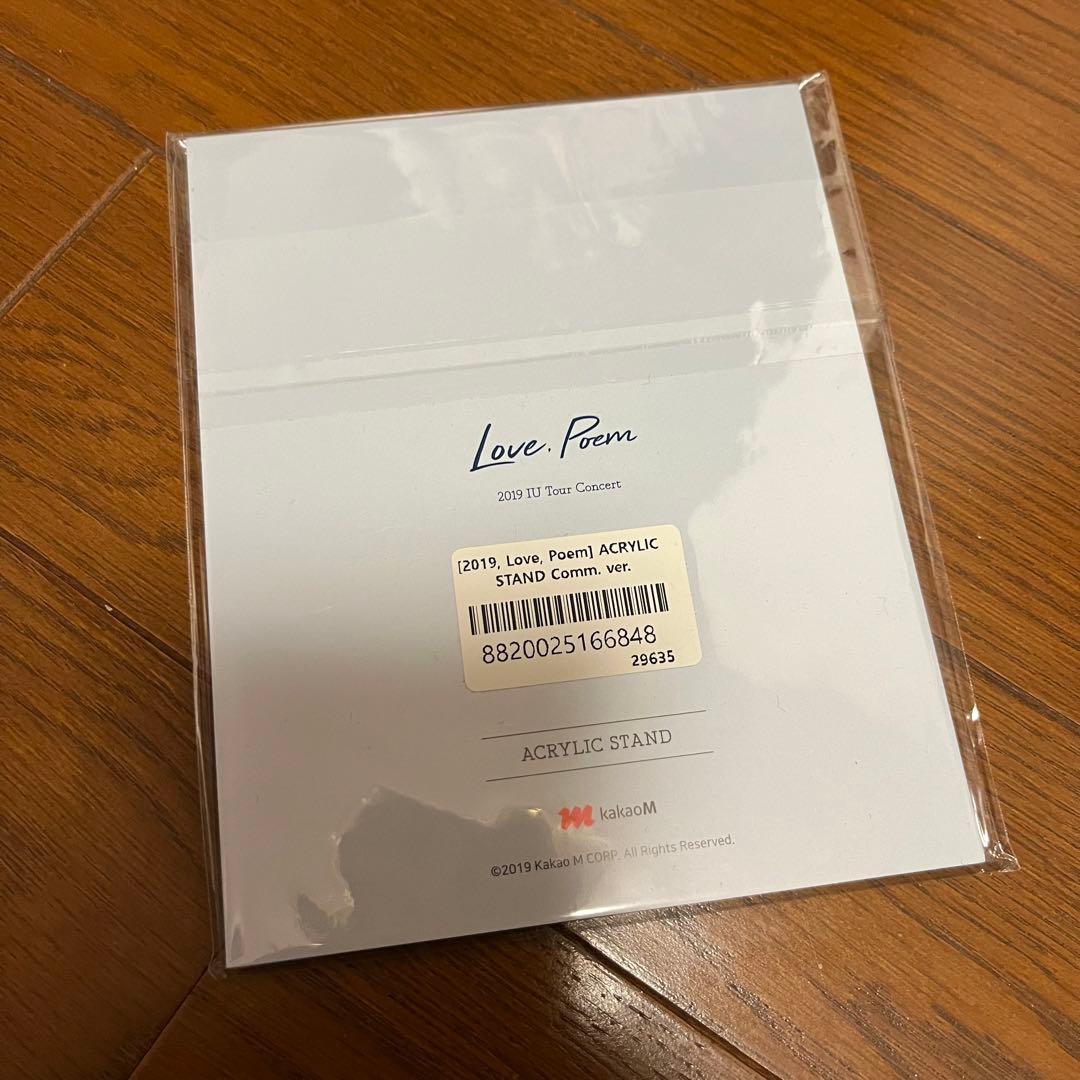 Love, Poem
2019 IU Tour Concert
[2019, Love, Poem] ACRYLIC
STAND Comm. ver.
8820025166848
29635
ACRYLIC STAND
m kakaoM
©2019 Kakao M CORP. All Rights Reserved.